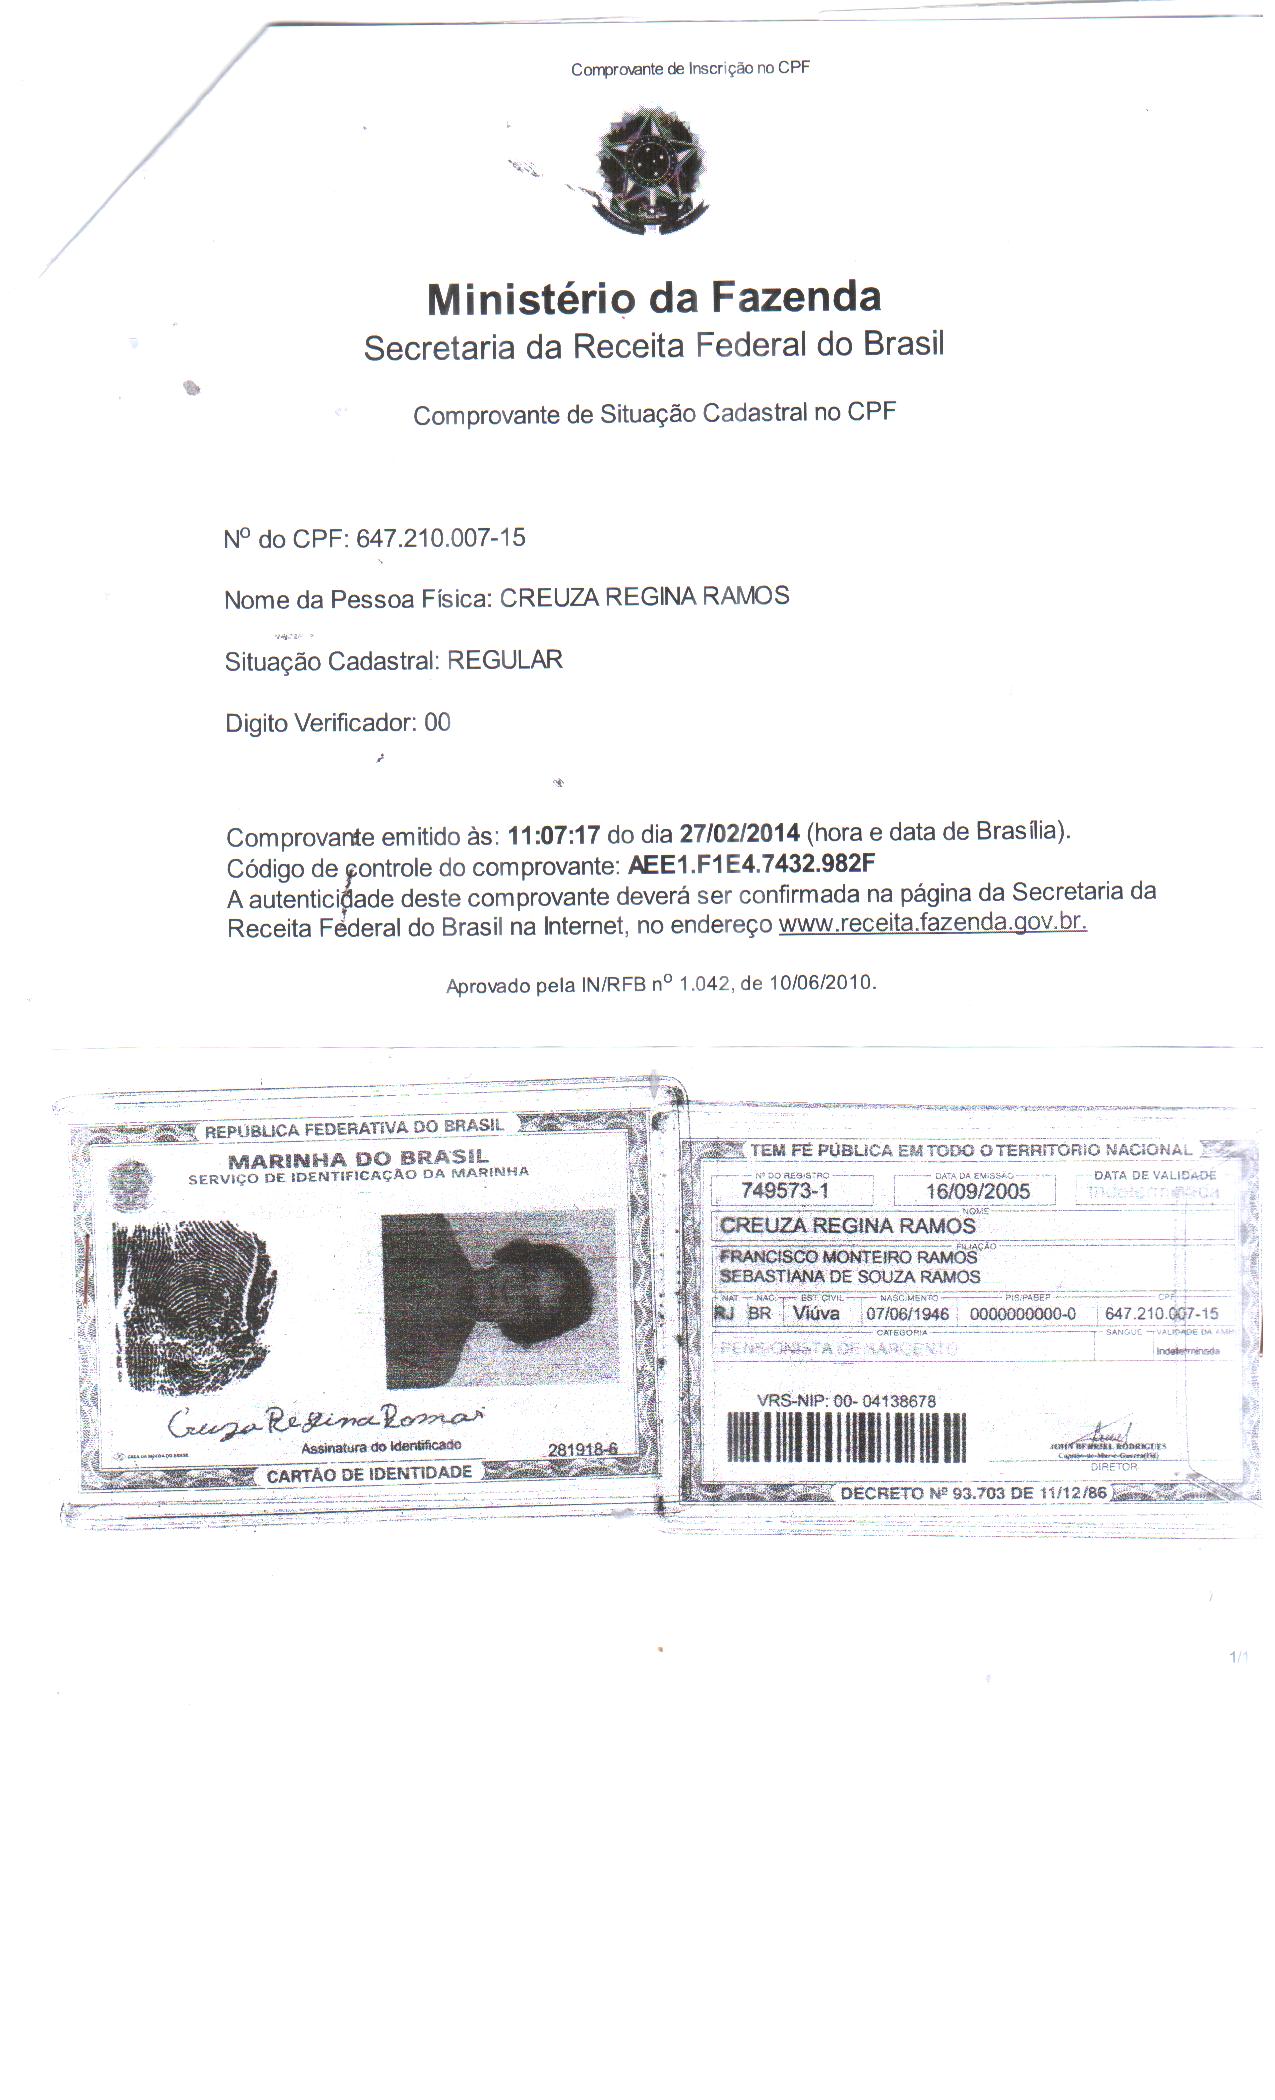 Comprovante de Inscrição no CPF
Ministério da Fazenda
Secretaria da Receita Federal do Brasil
Comprovante de Situação Cadastral no CPF
Nº do CPF: 647.210.007-15
Nome da Pessoa Física: CREUZA REGINA RAMOS
Situação Cadastral: REGULAR
Digito Verificador: 00
Comprovante emitido às: 11:07:17 do dia 27/02/2014 (hora e data de Brasília).
Código de controle do comprovante: AEE1.F1E4.7432.982F
A autenticidade deste comprovante deverá ser confirmada na página da Secretaria da
Receita Federal do Brasil na Internet, no endereço www.receita.fazenda.gov.br.
Aprovado pela IN/RFB nº 1.042, de 10/06/2010.
REPÚBLICA FEDERATIVA DO BRASIL
MARINHA DO BRASIL
SERVIÇO DE IDENTIFICAÇÃO DA MARINHA
Creuza Regina Ramos
Assinatura do Identificado
281918-6
CASA DA MOEDA DO BRASIL
CARTÃO DE IDENTIDADE
TEM FÉ PÚBLICA EM TODO O TERRITÓRIO NACIONAL
Nº DO REGISTRO DATA DA EMISSÃO DATA DE VALIDADE
749573-1 16/09/2005 Indeterminada
NOME
CREUZA REGINA RAMOS
FILIAÇÃO
FRANCISCO MONTEIRO RAMOS
SEBASTIANA DE SOUZA RAMOS
NAT. NAC. EST. CIVIL NASCIMENTO PIS/PASEP CPF
RJ BR Viúva 07/06/1946 0000000000-0 647.210.007-15
CATEGORIA SANGUE VALIDADE DA AMH
PENSIONISTA DE SARGENTO Indeterminada
VRS-NIP: 00- 04138678
RODRIGUES
DIRETOR
DECRETO Nº 93.703 DE 11/12/86
1/1